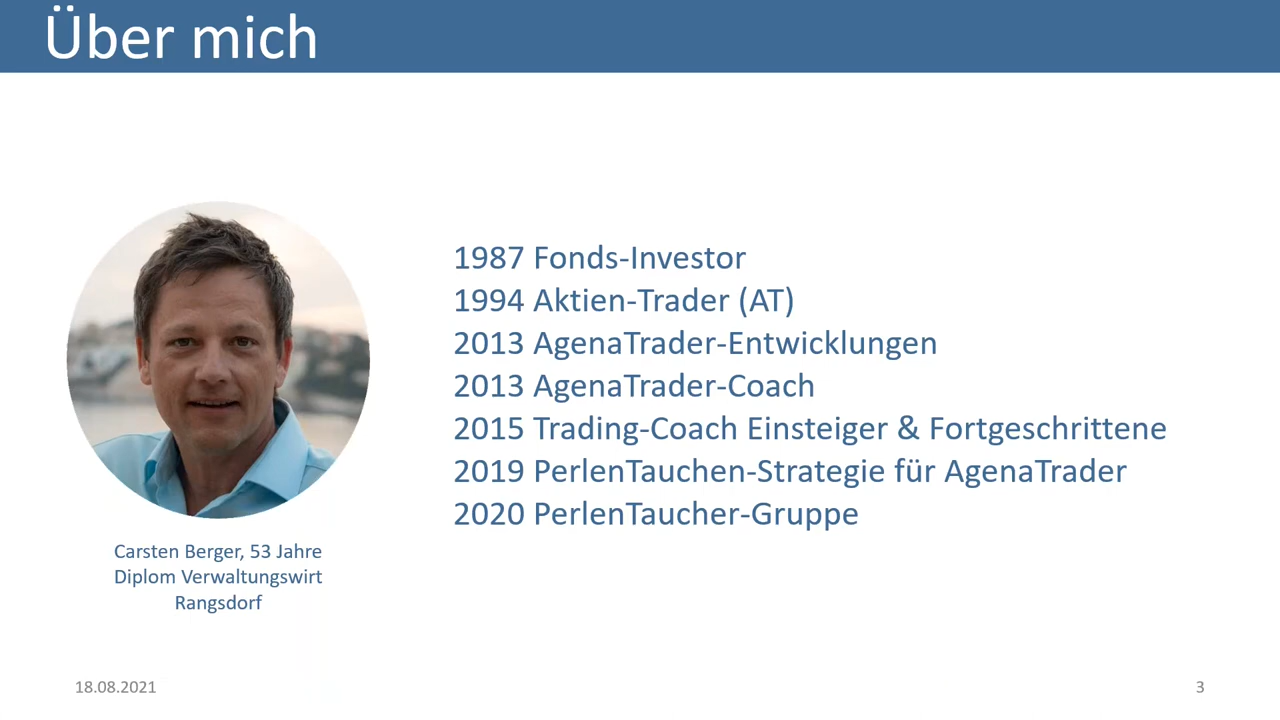 Über mich
1987 Fonds-Investor
1994 Aktien-Trader (AT)
2013 AgenaTrader-Entwicklungen
2013 AgenaTrader-Coach
2015 Trading-Coach Einsteiger & Fortgeschrittene
2019 PerlenTauchen-Strategie für AgenaTrader
2020 PerlenTaucher-Gruppe
Carsten Berger, 53 Jahre
Diplom Verwaltungswirt
Rangsdorf
18.08.2021
3